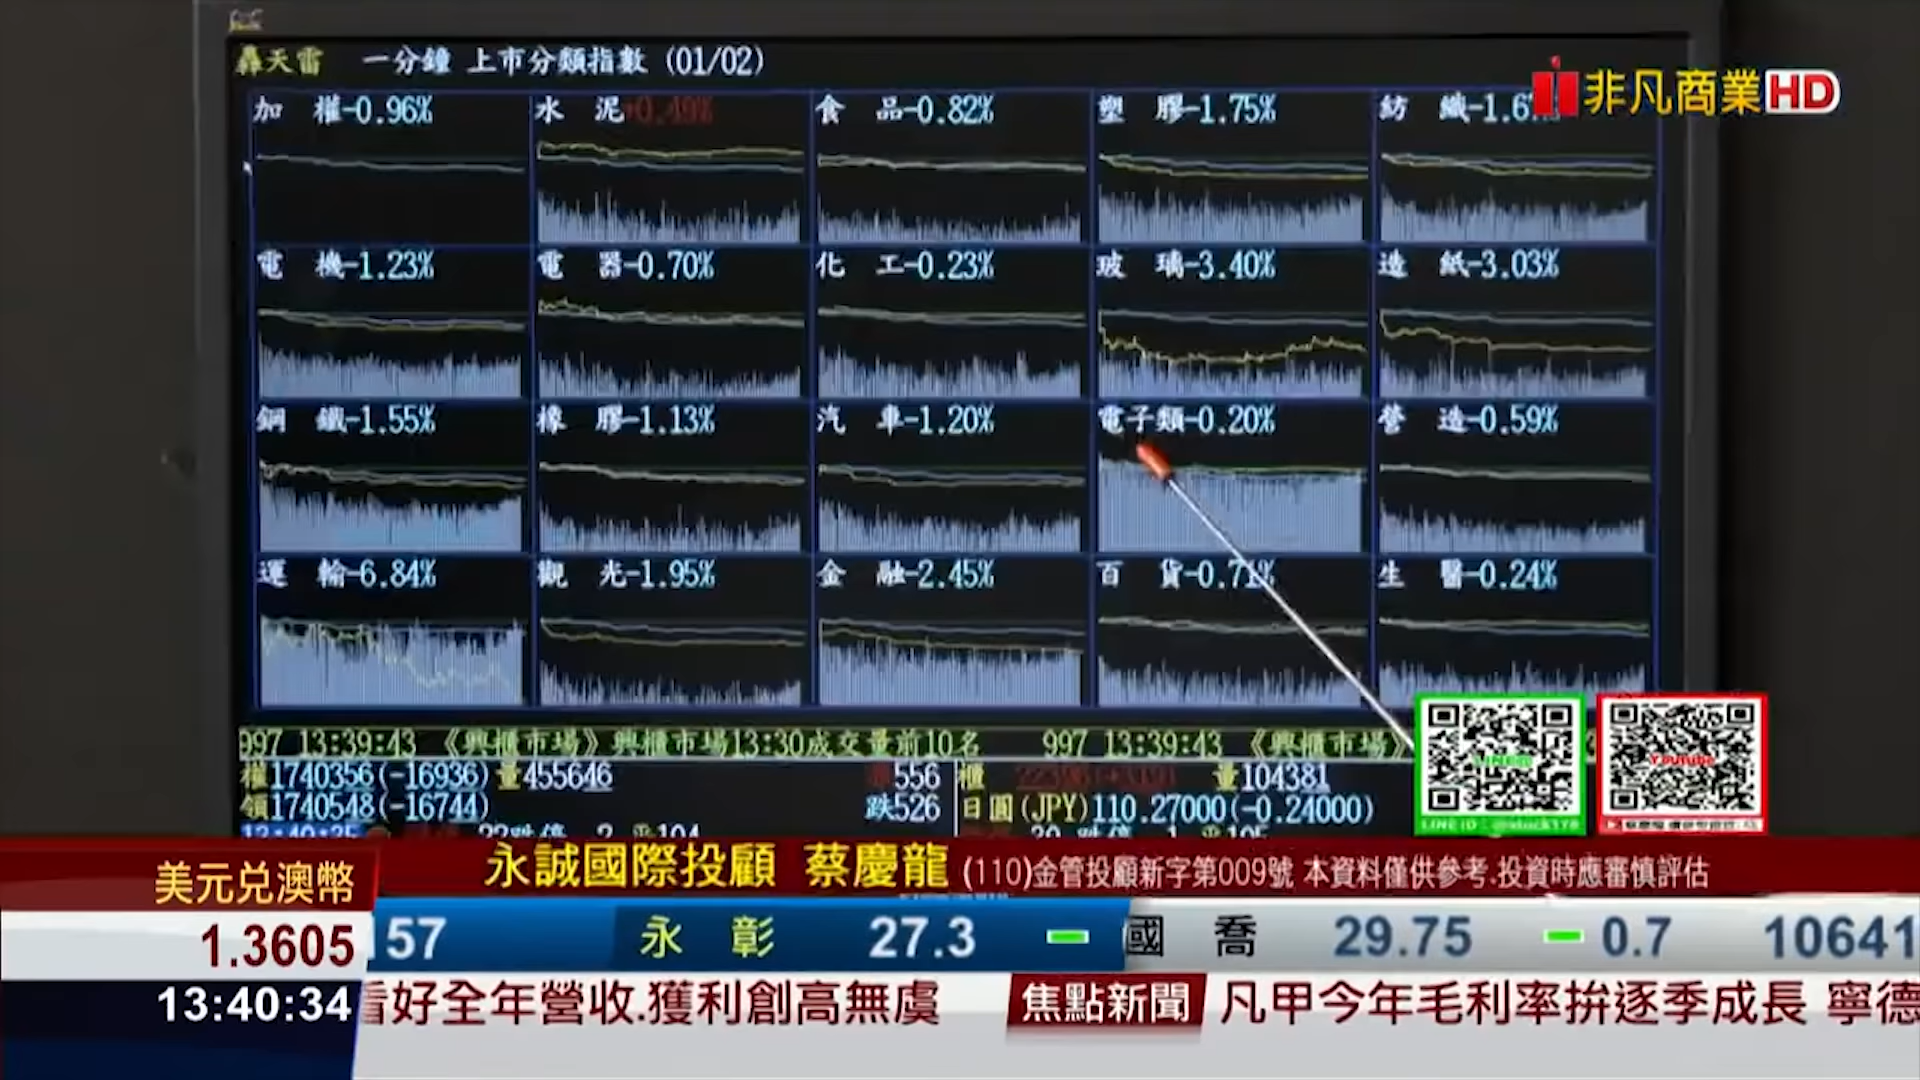 轟天雷 一分鐘 上市分類指數 (01/02)
非凡商業HD
加權-0.96% 水泥+0.49% 食品-0.82% 塑膠-1.75% 紡織-1.6
電機-1.23% 電器-0.70% 化工-0.23% 玻璃-3.40% 造紙-3.03%
鋼鐵-1.55% 橡膠-1.13% 汽車-1.20% 電子類-0.20% 營造-0.59%
運輸-6.84% 觀光-1.95% 金融-2.45% 百貨-0.71% 生醫-0.24%
997 13:39:43 《興櫃市場》興櫃市場13:30成交量前10名 997 13:39:43 《興櫃市場》
權1740356(-16936) 量455646 556 櫃 量104381
領1740548(-16744) 跌526 日圓(JPY)110.27000(-0.24000)
LINE@
Youtube
美元兌澳幣
1.3605
13:40:34
永誠國際投顧 蔡慶龍 (110)金管投顧新字第009號 本資料僅供參考.投資時應審慎評估
157 永彰 27.3 國喬 29.75 0.7 10641
看好全年營收.獲利創高無虞 焦點新聞 凡甲今年毛利率拚逐季成長 寧德